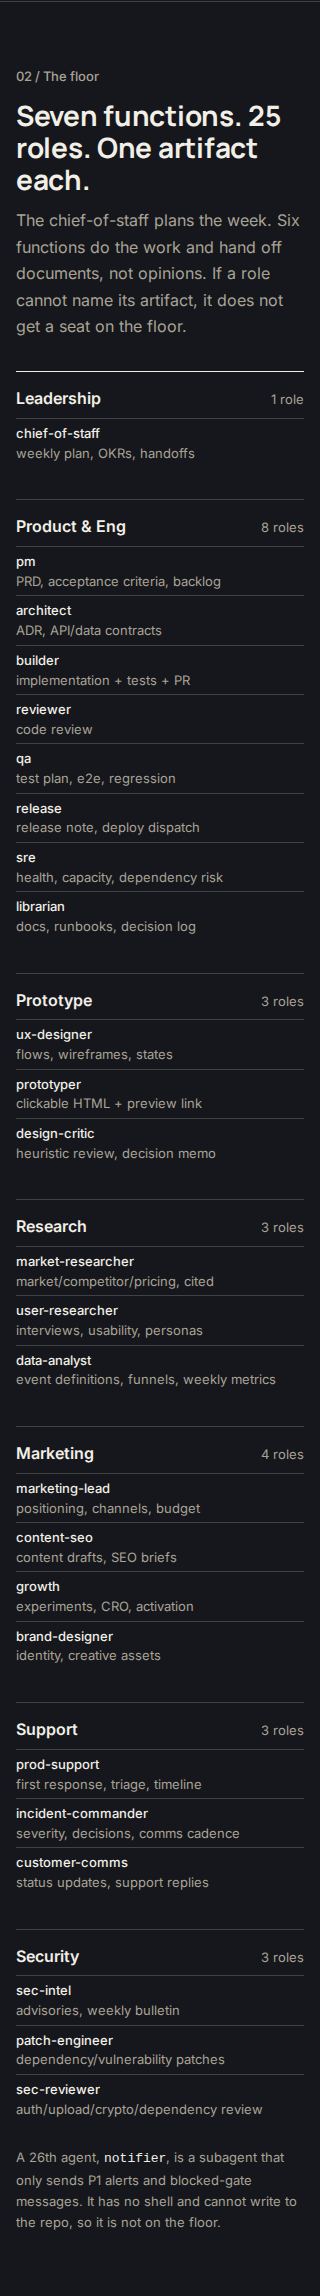 02 / The floor
Seven functions. 25
roles. One artifact
each.
The chief-of-staff plans the week. Six
functions do the work and hand off
documents, not opinions. If a role
cannot name its artifact, it does not
get a seat on the floor.
Leadership 1 role
chief-of-staff
weekly plan, OKRs, handoffs
Product & Eng 8 roles
pm
PRD, acceptance criteria, backlog
architect
ADR, API/data contracts
builder
implementation + tests + PR
reviewer
code review
qa
test plan, e2e, regression
release
release note, deploy dispatch
sre
health, capacity, dependency risk
librarian
docs, runbooks, decision log
Prototype 3 roles
ux-designer
flows, wireframes, states
prototyper
clickable HTML + preview link
design-critic
heuristic review, decision memo
Research 3 roles
market-researcher
market/competitor/pricing, cited
user-researcher
interviews, usability, personas
data-analyst
event definitions, funnels, weekly metrics
Marketing 4 roles
marketing-lead
positioning, channels, budget
content-seo
content drafts, SEO briefs
growth
experiments, CRO, activation
brand-designer
identity, creative assets
Support 3 roles
prod-support
first response, triage, timeline
incident-commander
severity, decisions, comms cadence
customer-comms
status updates, support replies
Security 3 roles
sec-intel
advisories, weekly bulletin
patch-engineer
dependency/vulnerability patches
sec-reviewer
auth/upload/crypto/dependency review
A 26th agent, notifier, is a subagent that
only sends P1 alerts and blocked-gate
messages. It has no shell and cannot write to
the repo, so it is not on the floor.